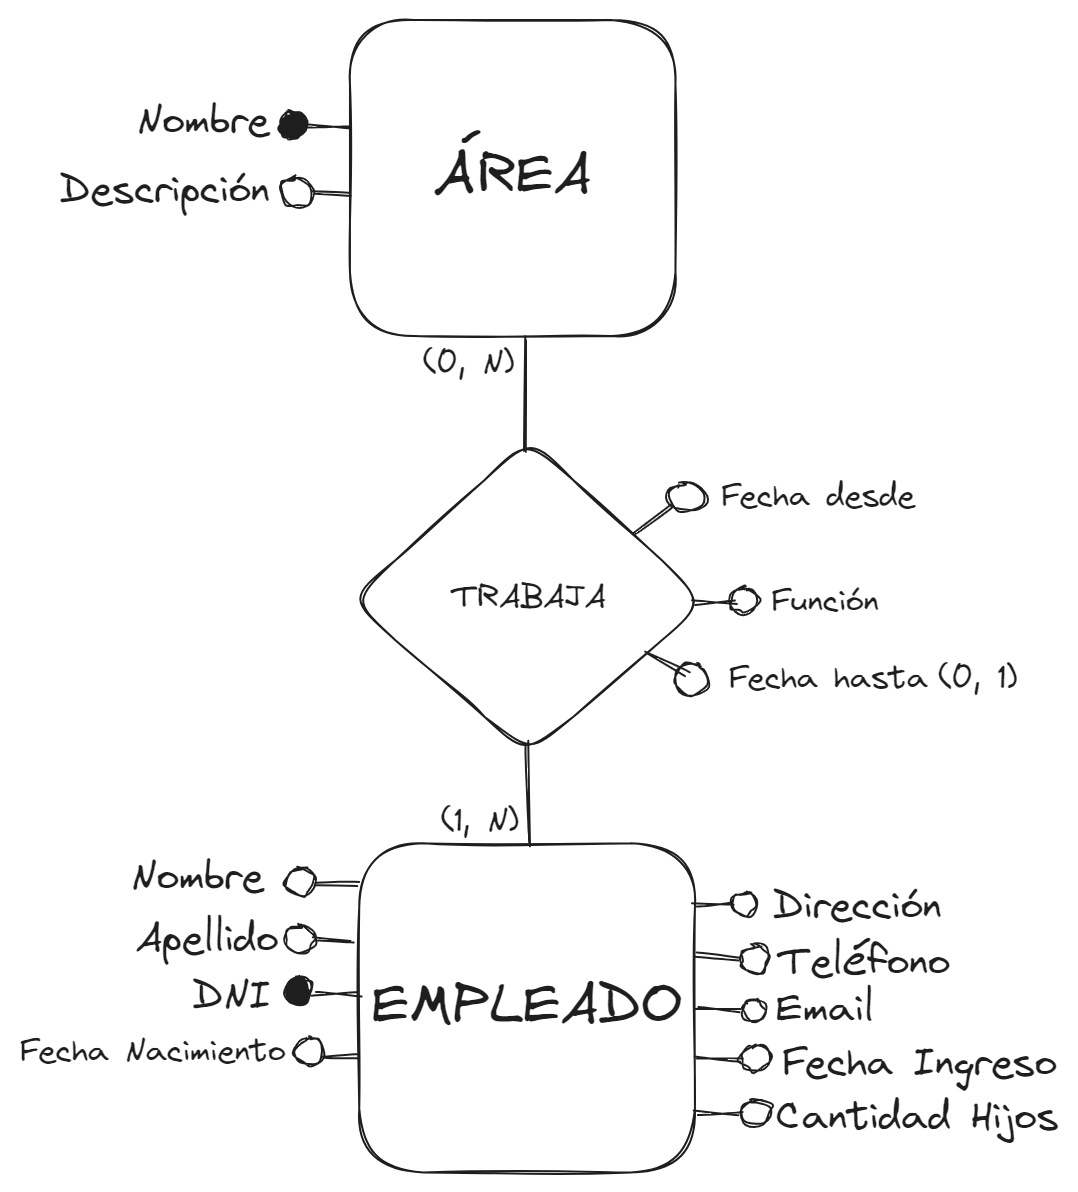 Nombre
ÁREA
Descripción
(0, N)
Fecha desde
TRABAJA
Función
Fecha hasta (0, 1)
(1, N)
Nombre
Apellido
DNI
Fecha Nacimiento
EMPLEADO
Dirección
Teléfono
Email
Fecha Ingreso
Cantidad Hijos